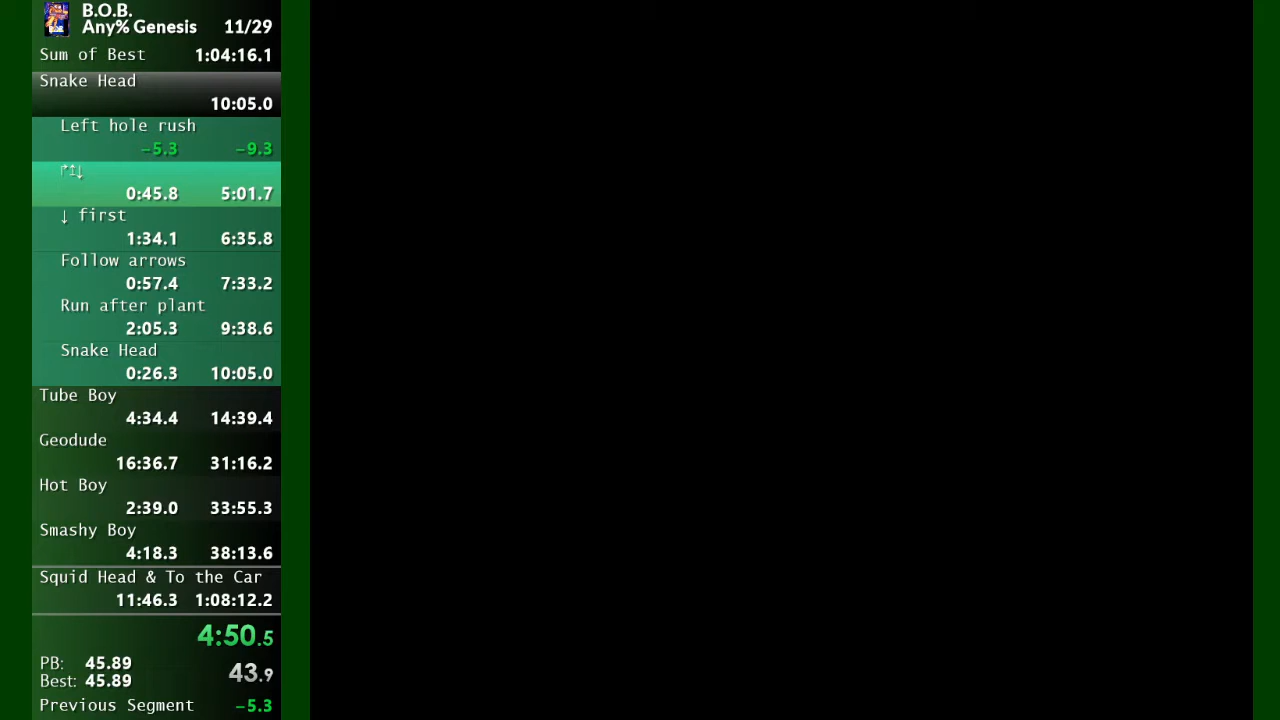 B.O.B.
Any% Genesis 11/29
Sum of Best 1:04:16.1
Snake Head
10:05.0
Left hole rush
−5.3 −9.3
0:45.8 5:01.7
↓ first
1:34.1 6:35.8
Follow arrows
0:57.4 7:33.2
Run after plant
2:05.3 9:38.6
Snake Head
0:26.3 10:05.0
Tube Boy
4:34.4 14:39.4
Geodude
16:36.7 31:16.2
Hot Boy
2:39.0 33:55.3
Smashy Boy
4:18.3 38:13.6
Squid Head & To the Car
11:46.3 1:08:12.2
4:50.5
PB: 45.89
43.9
Best: 45.89
Previous Segment −5.3